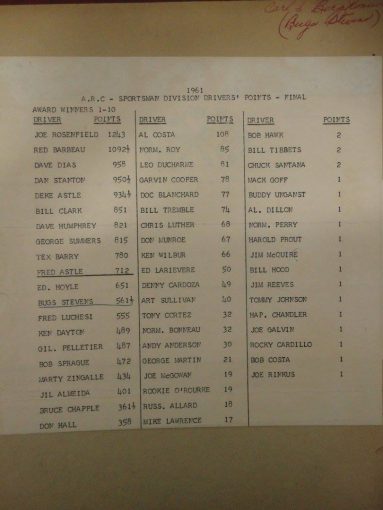 (Bugs Stevens)
1961
A.R.C - SPORTSMAN DIVISION DRIVERS' POINTS - FINAL
AWARD WINNERS 1-10
DRIVER POINTS DRIVER POINTS DRIVER POINTS
JOE ROSENFIELD 1243 AL COSTA 108 BOB HAWK 2
RED BARBEAU 1092½ NORM. ROY 85 BILL TIBBETS 2
DAVE DIAS 958 LEO DUCHARME 81 CHUCK SANTANA 2
DAN STANTON 950½ GARVIN COOPER 78 MACK GOFF 1
DEKE ASTLE 934½ DOC BLANCHARD 77 BUDDY UNGANST 1
BILL CLARK 851 BILL TREMBLE 74 AL. DILLON 1
DAVE HUMPHREY 821 CHRIS LUTHER 68 NORM. PERRY 1
GEORGE SUMMERS 815 DON MUNROE 67 HAROLD PROUT 1
TEX BARRY 780 KEN WILBUR 66 JIM McQUIRE 1
FRED ASTLE 712 ED LARIEVERE 50 BILL HOOD 1
ED. HOYLE 651 DENNY CARDOZA 49 JIM REEVES 1
BUGS STEVENS 561½ ART SULLIVAN 40 TOMMY JOHNSON 1
FRED LUCHESI 555 TONY CORTEZ 32 HAP. CHANDLER 1
KEN DAYTON 489 NORM. BONNEAU 32 JOE GALVIN 1
GIL. PELLETIER 487 ANDY ANDERSON 30 ROCKY CARDILLO 1
BOB SPRAGUE 472 GEORGE MARTIN 21 BOB COSTA 1
MARTY ZINGALLE 434 JOE McGOWAN 19 JOE RINKUS 1
JIL ALMEIDA 401 ROOKIE O'ROURKE 19
BRUCE CHAPPLE 361½ RUSS. ALLARD 18
DON HALL 358 MIKE LAWRENCE 17